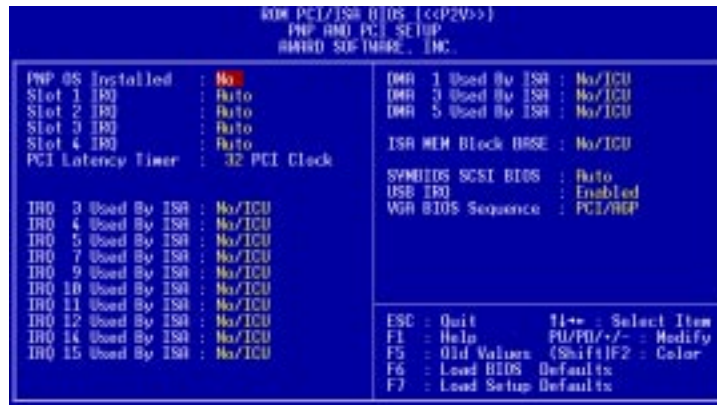 ROM PCI/ISA BIOS (<<P2V>>)
PNP AND PCI SETUP
AWARD SOFTWARE, INC.
PNP OS Installed : No
Slot 1 IRQ : Auto
Slot 2 IRQ : Auto
Slot 3 IRQ : Auto
Slot 4 IRQ : Auto
PCI Latency Timer : 32 PCI Clock
IRQ 3 Used By ISA : No/ICU
IRQ 4 Used By ISA : No/ICU
IRQ 5 Used By ISA : No/ICU
IRQ 7 Used By ISA : No/ICU
IRQ 9 Used By ISA : No/ICU
IRQ 10 Used By ISA : No/ICU
IRQ 11 Used By ISA : No/ICU
IRQ 12 Used By ISA : No/ICU
IRQ 14 Used By ISA : No/ICU
IRQ 15 Used By ISA : No/ICU
DMA 1 Used By ISA : No/ICU
DMA 3 Used By ISA : No/ICU
DMA 5 Used By ISA : No/ICU
ISA MEM Block BASE : No/ICU
SYMBIOS SCSI BIOS : Auto
USB IRQ : Enabled
VGA BIOS Sequence : PCI/AGP
ESC : Quit ↑↓→← : Select Item
F1 : Help PU/PD/+/- : Modify
F5 : Old Values (Shift)F2 : Color
F6 : Load BIOS Defaults
F7 : Load Setup Defaults